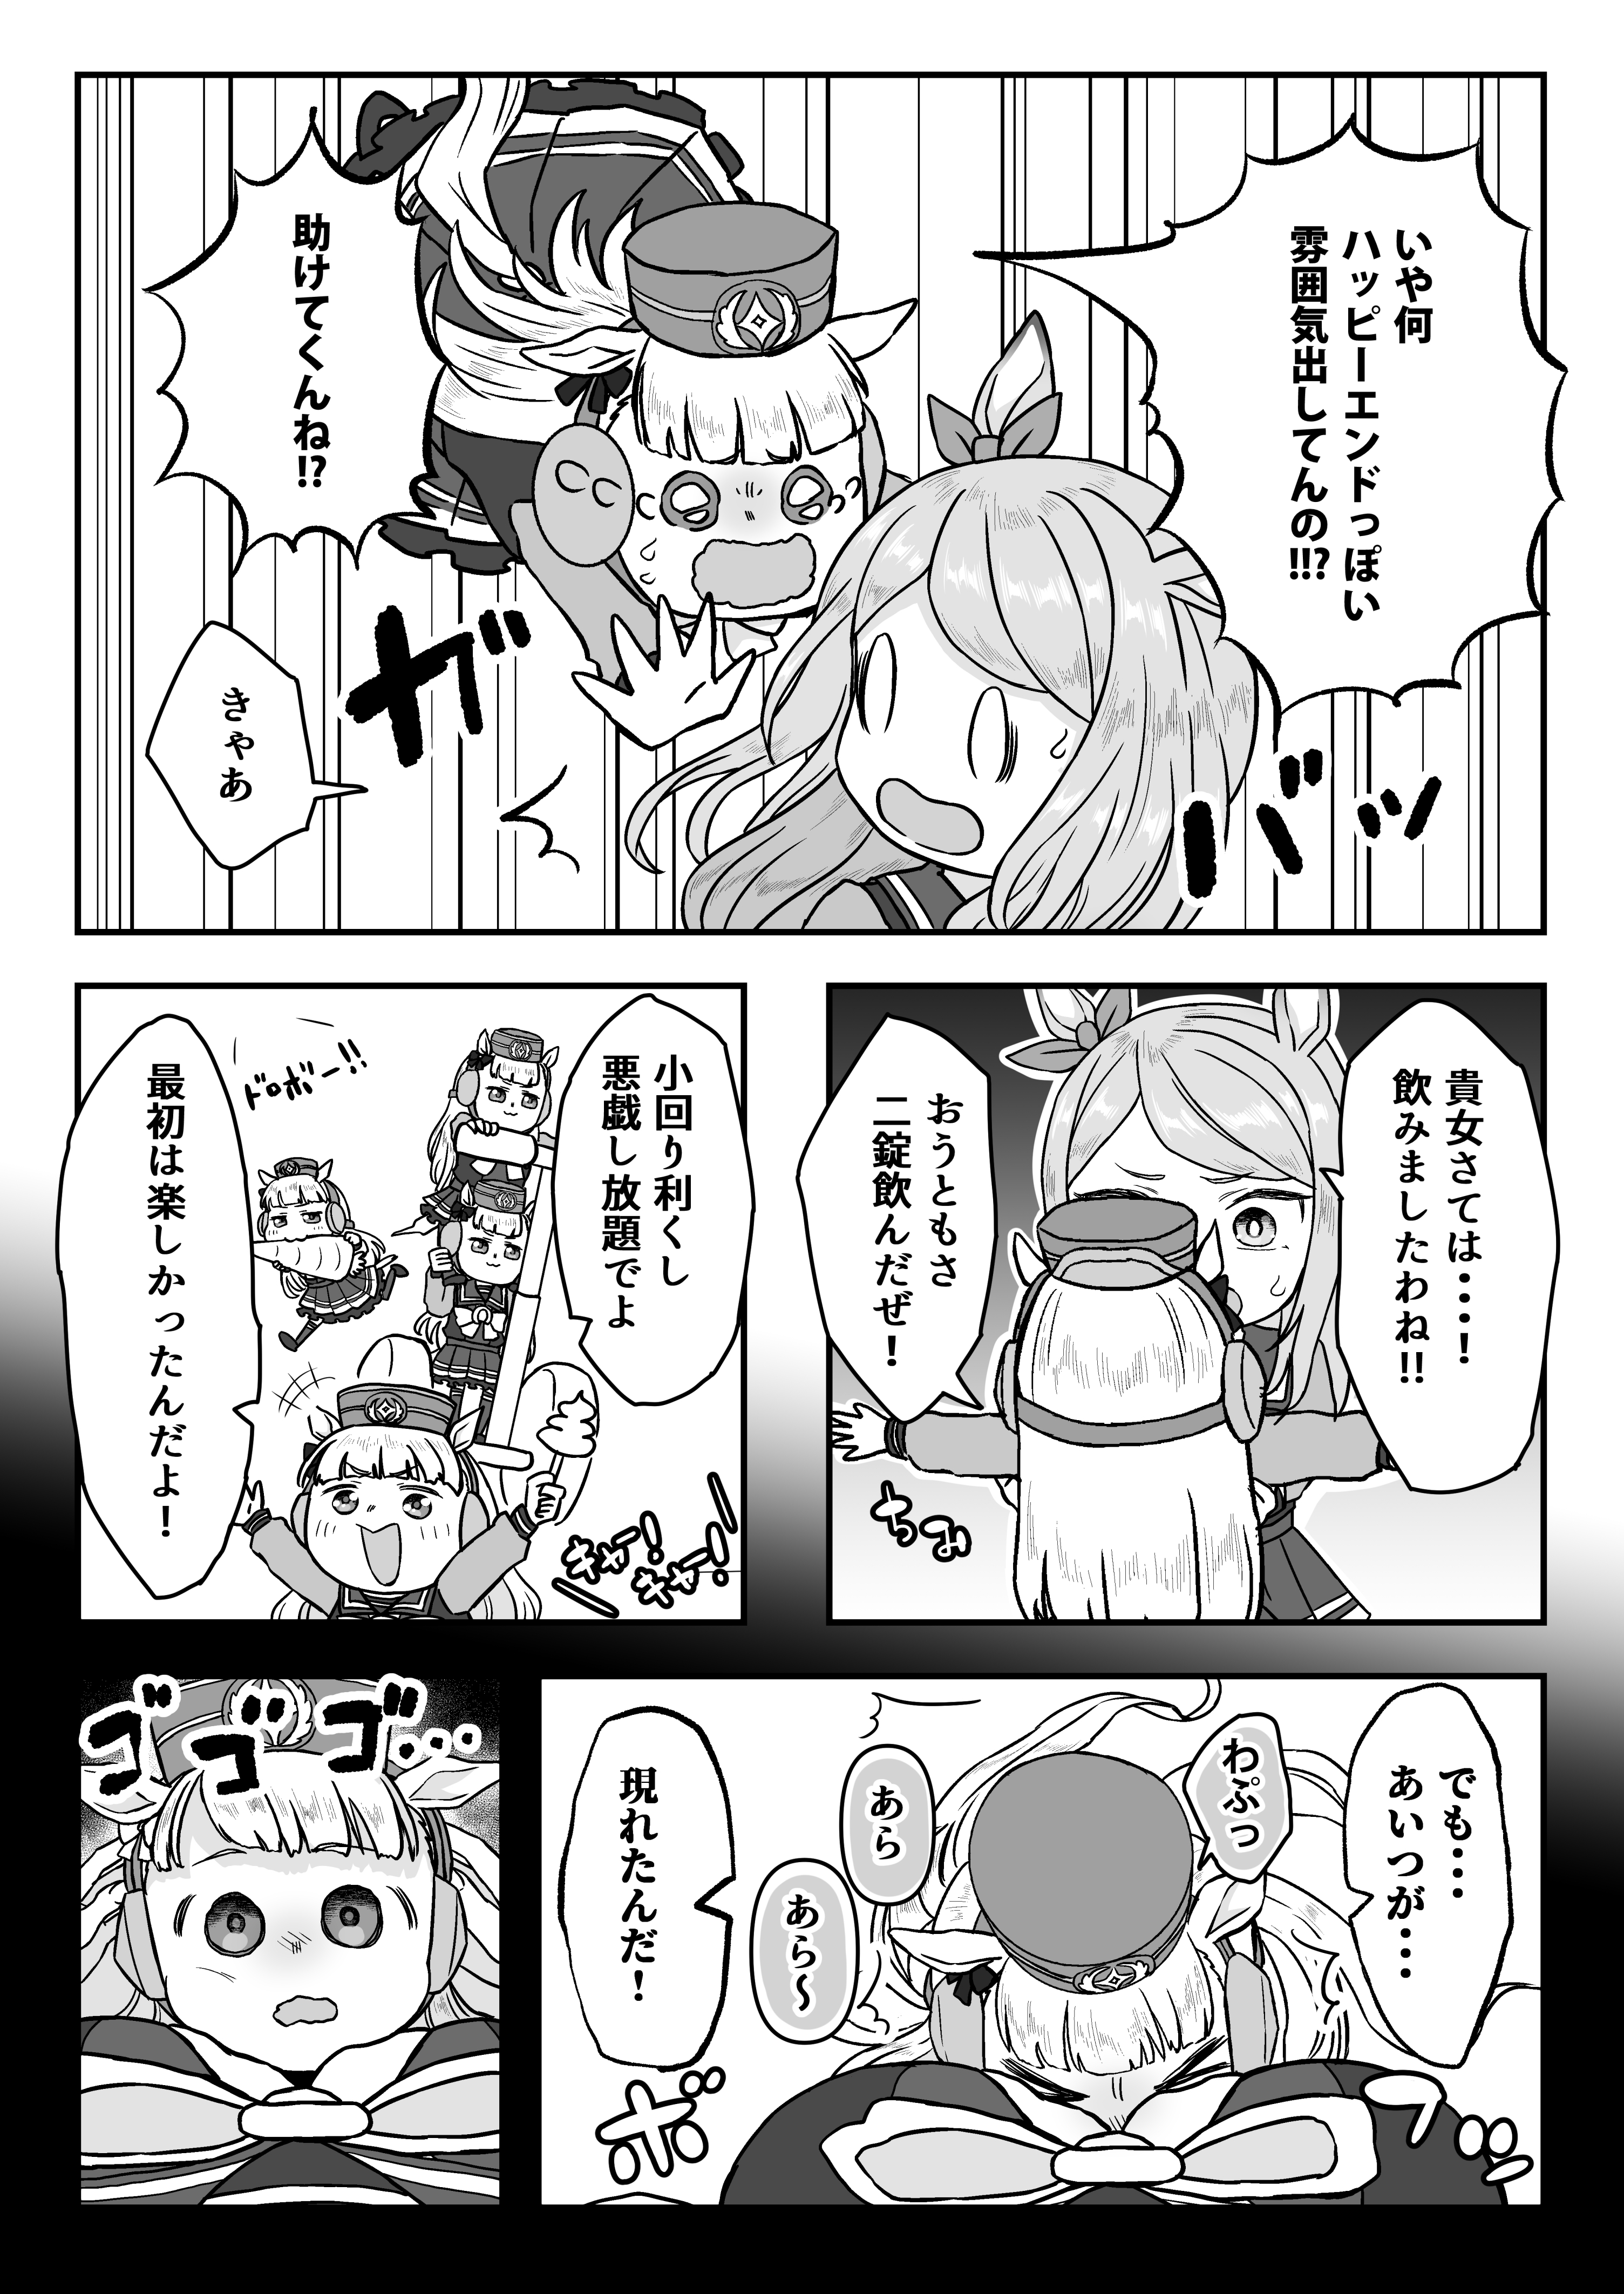 いや何
ハッピーエンドっぽい
雰囲気出してんの!!?
助けてくんね!?
ガバッ
きゃあ
貴女さては・・・！
飲みましたわね!!
おうともさ
二錠飲んだぜ！
ちみ
小回り利くし
悪戯し放題でよ
ドロボー!!
最初は楽しかったんだよ！
キャー！
キャー！
でも・・・
あいつが・・・
わぷっ
あら
あら～
現れたんだ！
ブッ
ボ
ゴゴゴ・・・